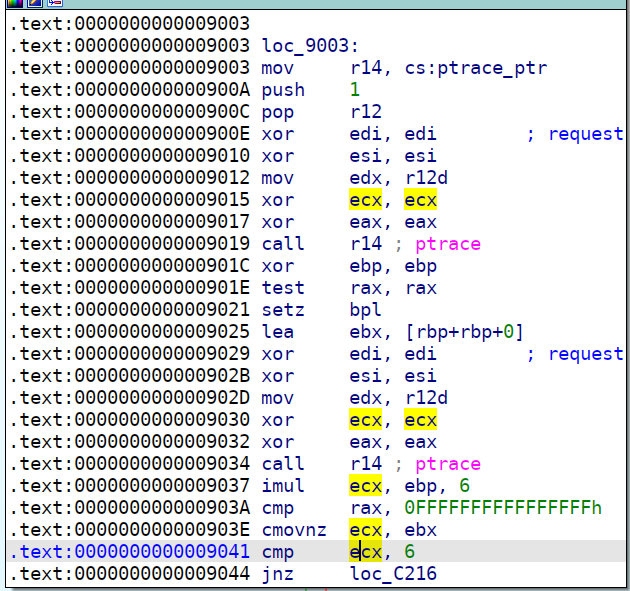 .text:0000000000009003
.text:0000000000009003 loc_9003:
.text:0000000000009003 mov r14, cs:ptrace_ptr
.text:000000000000900A push 1
.text:000000000000900C pop r12
.text:000000000000900E xor edi, edi ; request
.text:0000000000009010 xor esi, esi
.text:0000000000009012 mov edx, r12d
.text:0000000000009015 xor ecx, ecx
.text:0000000000009017 xor eax, eax
.text:0000000000009019 call r14 ; ptrace
.text:000000000000901C xor ebp, ebp
.text:000000000000901E test rax, rax
.text:0000000000009021 setz bpl
.text:0000000000009025 lea ebx, [rbp+rbp+0]
.text:0000000000009029 xor edi, edi ; request
.text:000000000000902B xor esi, esi
.text:000000000000902D mov edx, r12d
.text:0000000000009030 xor ecx, ecx
.text:0000000000009032 xor eax, eax
.text:0000000000009034 call r14 ; ptrace
.text:0000000000009037 imul ecx, ebp, 6
.text:000000000000903A cmp rax, 0FFFFFFFFFFFFFFFFh
.text:000000000000903E cmovnz ecx, ebx
.text:0000000000009041 cmp ecx, 6
.text:0000000000009044 jnz loc_C216